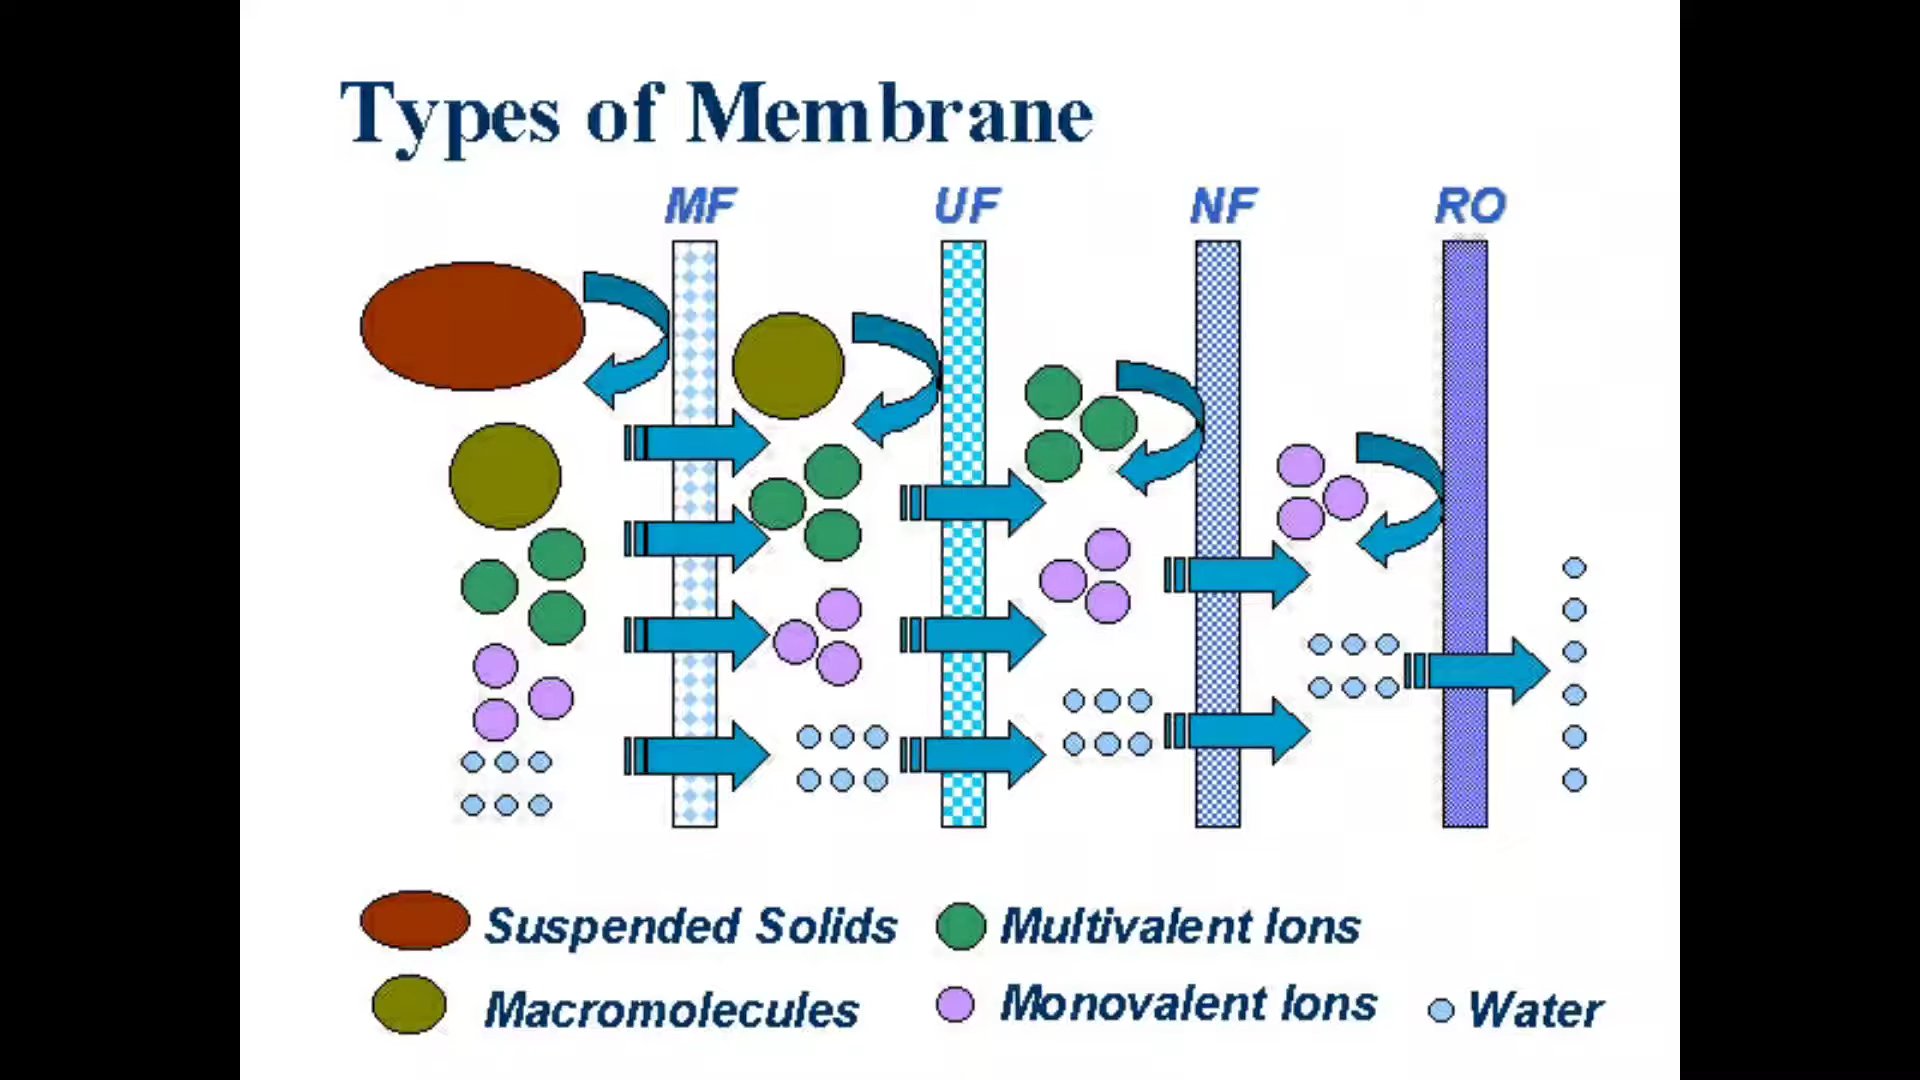 Types of Membrane
MF UF NF RO
Suspended Solids Multivalent Ions
Macromolecules Monovalent Ions Water